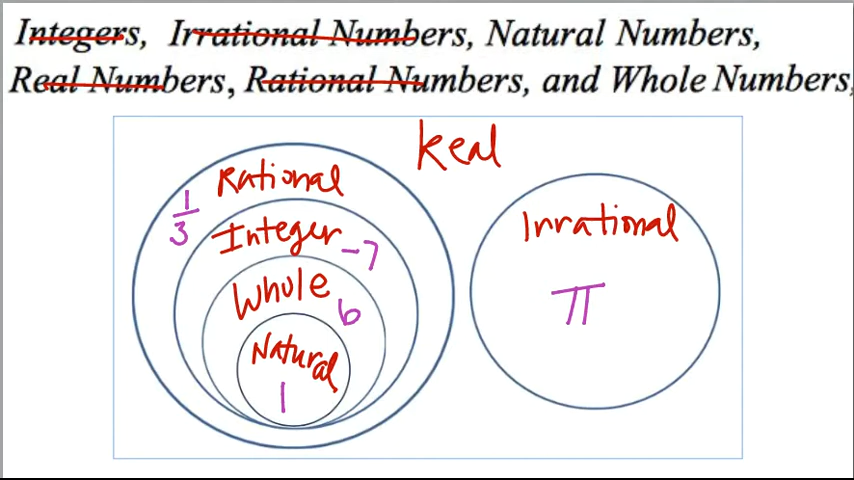 Integers, Irrational Numbers, Natural Numbers,
Real Numbers, Rational Numbers, and Whole Numbers,
Real
Rational
1/3
Integer
-7
Whole
6
Natural
1
Irrational
π